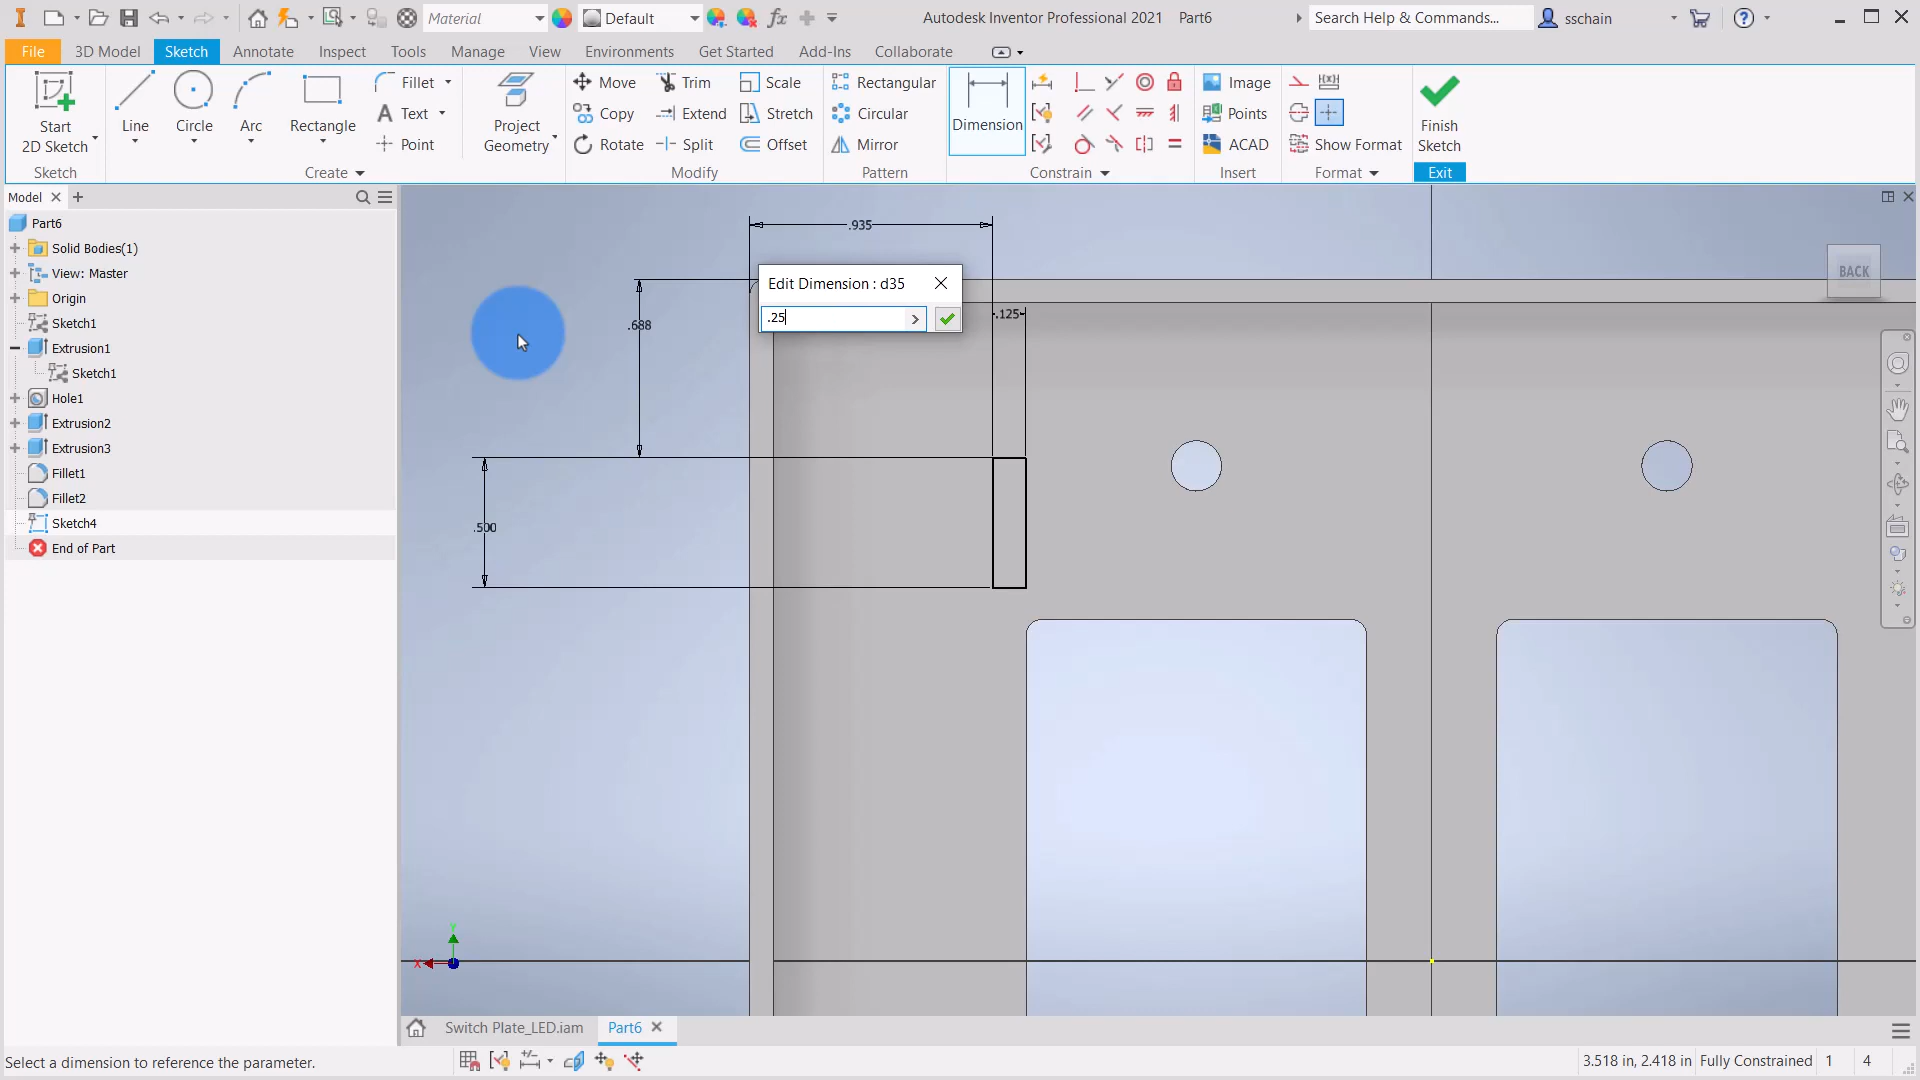 Material
Default
Autodesk Inventor Professional 2021 Part6
Search Help & Commands...
sschain
File
3D Model
Sketch
Annotate
Inspect
Tools
Manage
View
Environments
Get Started
Add-Ins
Collaborate
Start
2D Sketch
Line
Circle
Arc
Rectangle
Fillet
Text
Point
Project
Geometry
Move
Copy
Rotate
Trim
Extend
Split
Scale
Stretch
Offset
Rectangular
Circular
Mirror
Dimension
Image
Points
ACAD
Show Format
Finish
Sketch
Sketch
Create
Modify
Pattern
Constrain
Insert
Format
Exit
Model
Part6
Solid Bodies(1)
View: Master
Origin
Sketch1
Extrusion1
Sketch1
Hole1
Extrusion2
Extrusion3
Fillet1
Fillet2
Sketch4
End of Part
.935
Edit Dimension : d35
.25
.688
.125
.500
BACK
Y
X
Switch Plate_LED.iam
Part6
Select a dimension to reference the parameter.
3.518 in, 2.418 in Fully Constrained 1 4